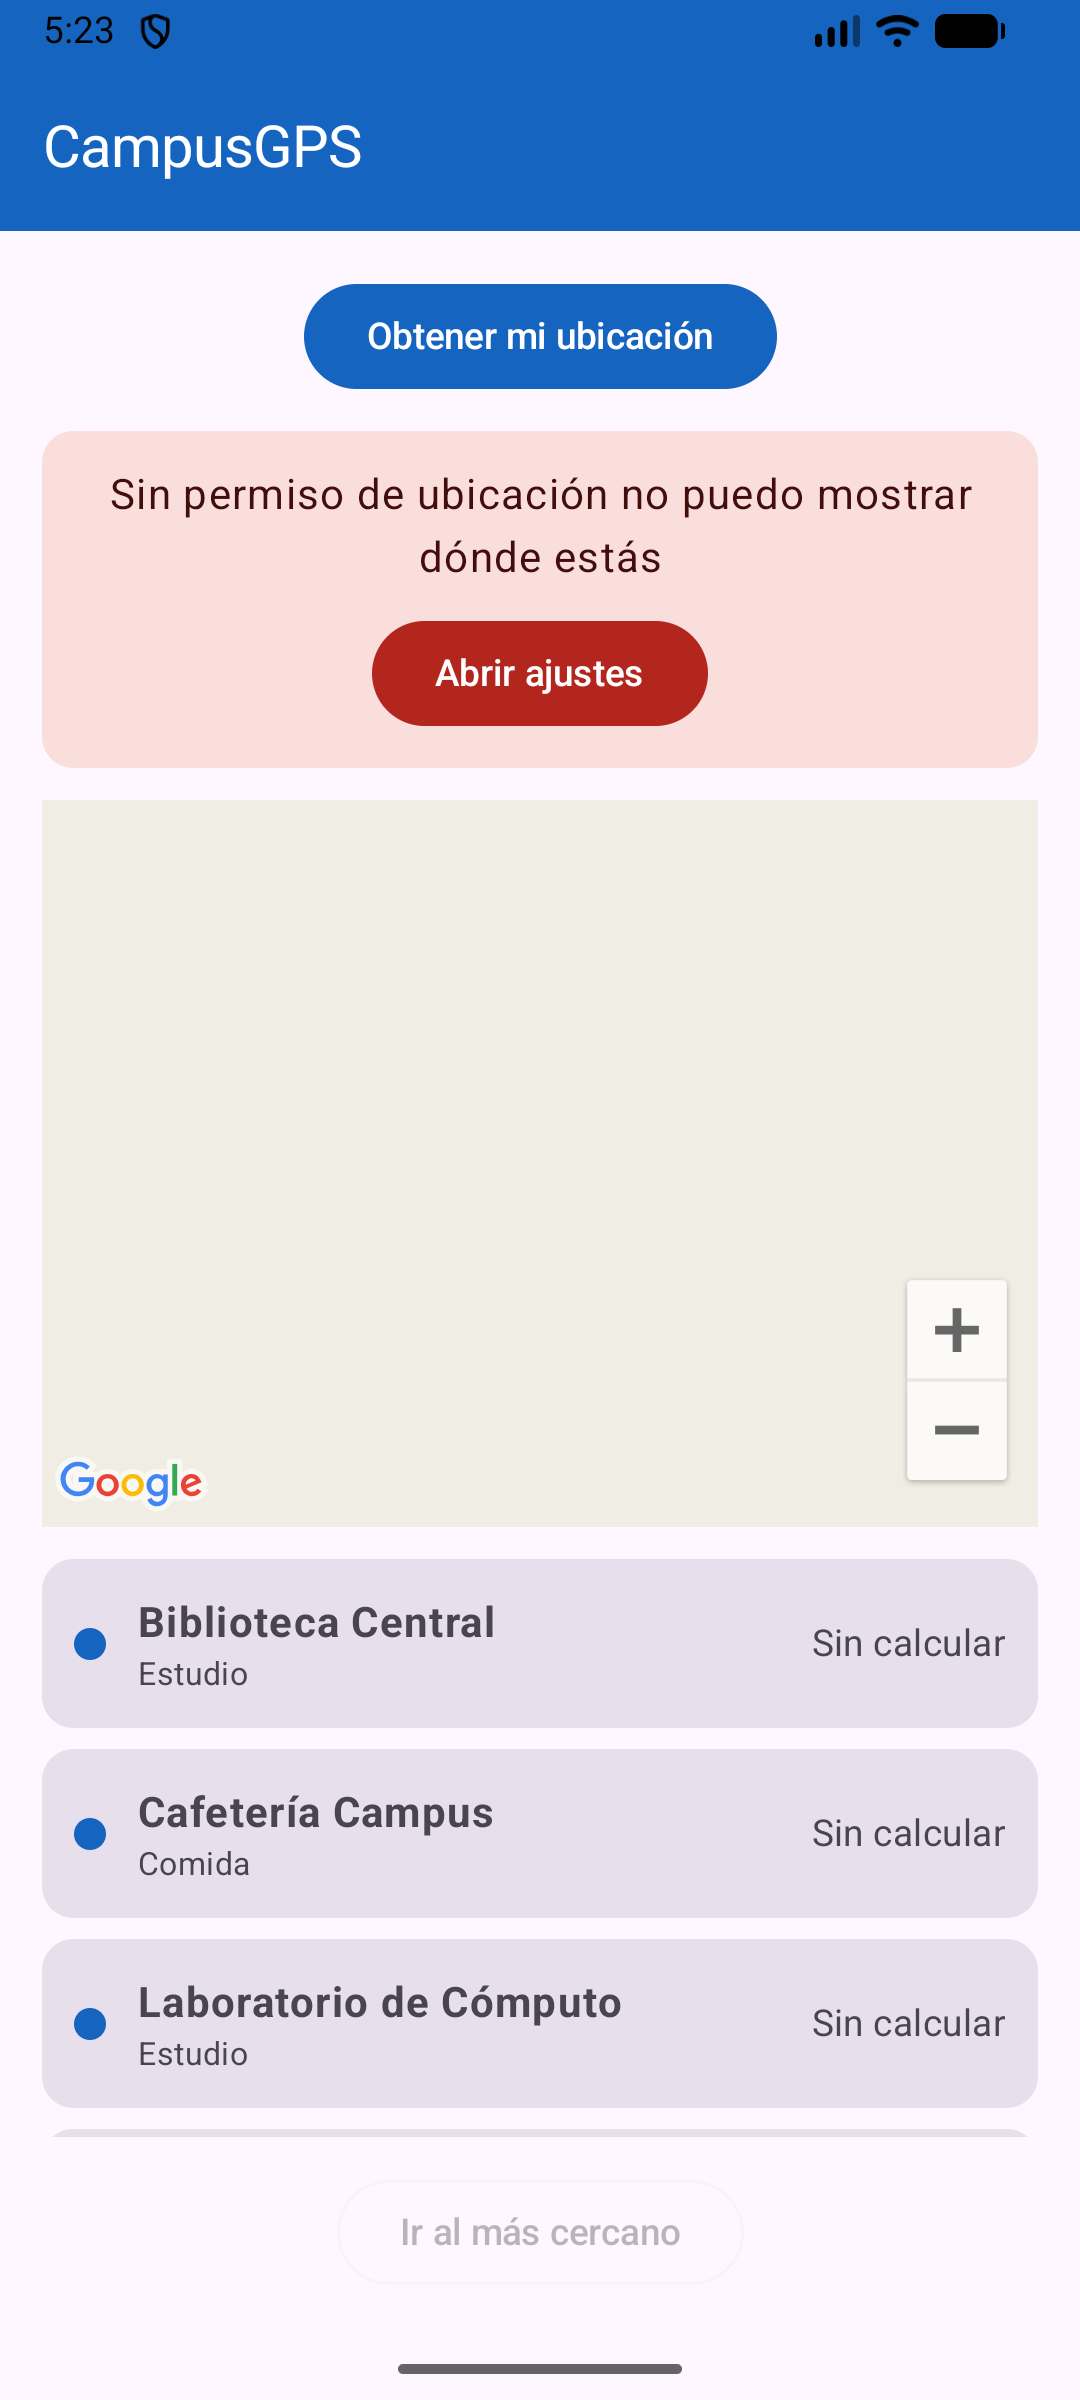 5:23
CampusGPS
Obtener mi ubicación
Sin permiso de ubicación no puedo mostrar
dónde estás
Abrir ajustes
Google
Biblioteca Central
Estudio
Sin calcular
Cafetería Campus
Comida
Sin calcular
Laboratorio de Cómputo
Estudio
Sin calcular
Ir al más cercano